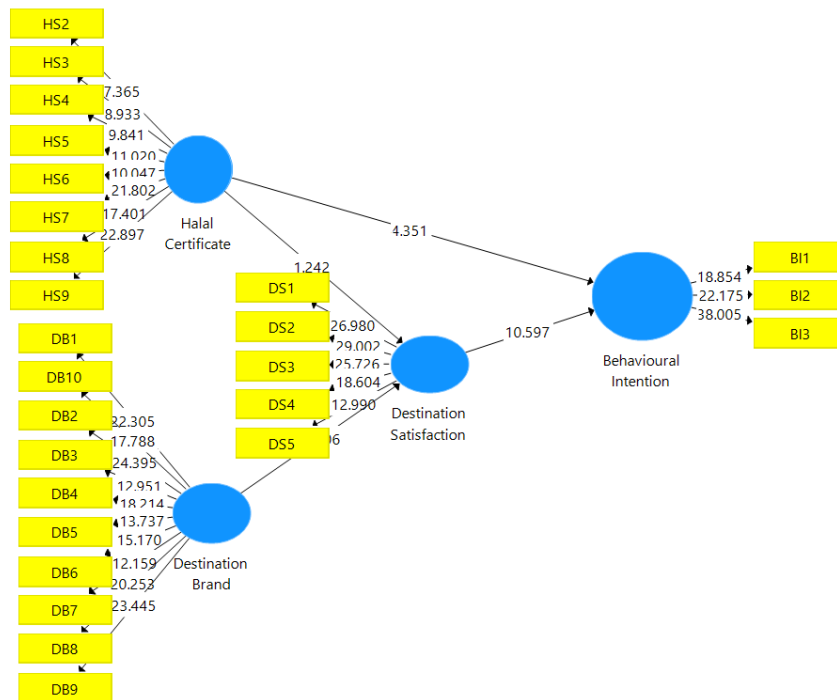 HS2
HS3
HS4
HS5
HS6
HS7
HS8
HS9
7.365
8.933
9.841
11.020
10.047
21.802
17.401
22.897
Halal
Certificate
4.351
1.242
DS1
DS2
DS3
DS4
DS5
26.980
29.002
25.726
18.604
12.990
Destination
Satisfaction
10.597
Behavioural
Intention
18.854
22.175
38.005
BI1
BI2
BI3
DB1
DB10
DB2
DB3
DB4
DB5
DB6
DB7
DB8
DB9
22.305
17.788
24.395
12.951
18.214
13.737
15.170
12.159
20.253
23.445
Destination
Brand